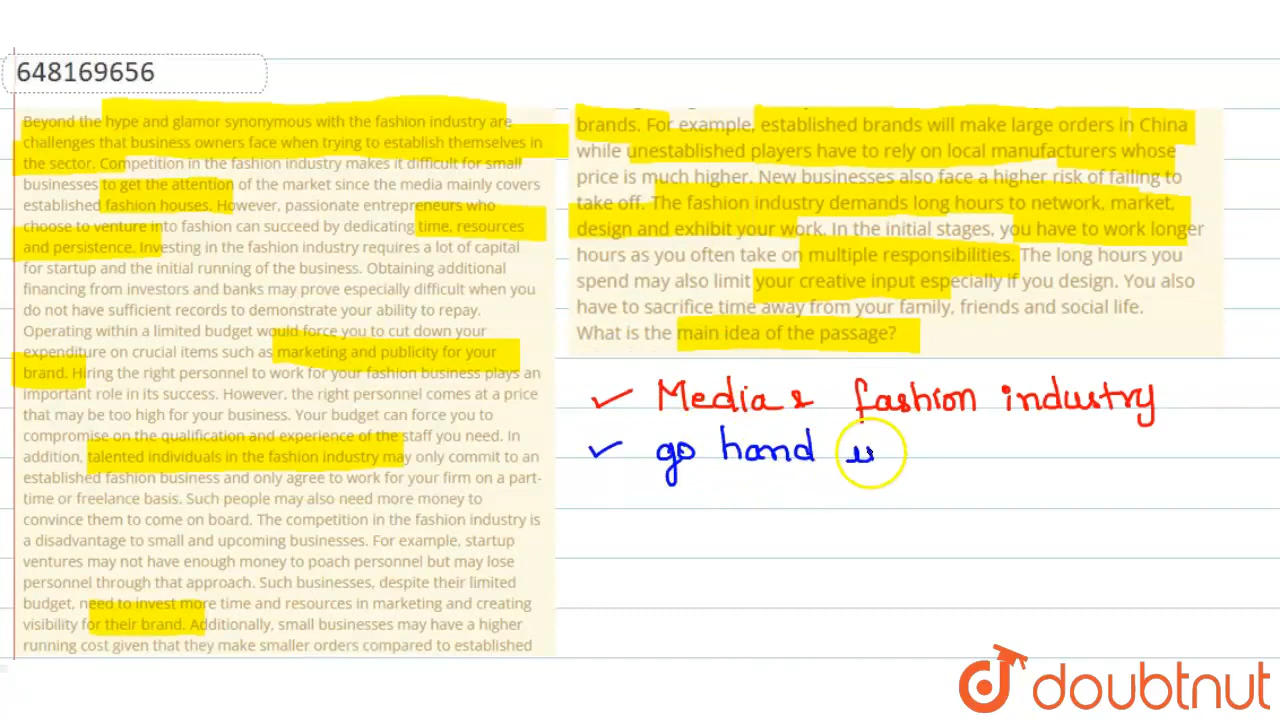 648169656
Beyond the hype and glamor synonymous with the fashion industry are
challenges that business owners face when trying to establish themselves in
the sector. Competition in the fashion industry makes it difficult for small
businesses to get the attention of the market since the media mainly covers
established fashion houses. However, passionate entrepreneurs who
choose to venture into fashion can succeed by dedicating time, resources
and persistence. Investing in the fashion industry requires a lot of capital
for startup and the initial running of the business. Obtaining additional
financing from investors and banks may prove especially difficult when you
do not have sufficient records to demonstrate your ability to repay.
Operating within a limited budget would force you to cut down your
expenditure on crucial items such as marketing and publicity for your
brand. Hiring the right personnel to work for your fashion business plays an
important role in its success. However, the right personnel comes at a price
that may be too high for your business. Your budget can force you to
compromise on the qualification and experience of the staff you need. In
addition, talented individuals in the fashion industry may only commit to an
established fashion business and only agree to work for your firm on a part-
time or freelance basis. Such people may also need more money to
convince them to come on board. The competition in the fashion industry is
a disadvantage to small and upcoming businesses. For example, startup
ventures may not have enough money to poach personnel but may lose
personnel through that approach. Such businesses, despite their limited
budget, need to invest more time and resources in marketing and creating
visibility for their brand. Additionally, small businesses may have a higher
running cost given that they make smaller orders compared to established
brands. For example, established brands will make large orders in China
while unestablished players have to rely on local manufacturers whose
price is much higher. New businesses also face a higher risk of failing to
take off. The fashion industry demands long hours to network, market,
design and exhibit your work. In the initial stages, you have to work longer
hours as you often take on multiple responsibilities. The long hours you
spend may also limit your creative input especially if you design. You also
have to sacrifice time away from your family, friends and social life.
What is the main idea of the passage?
✓ Media & fashion industry
✓ go hand
doubtnut